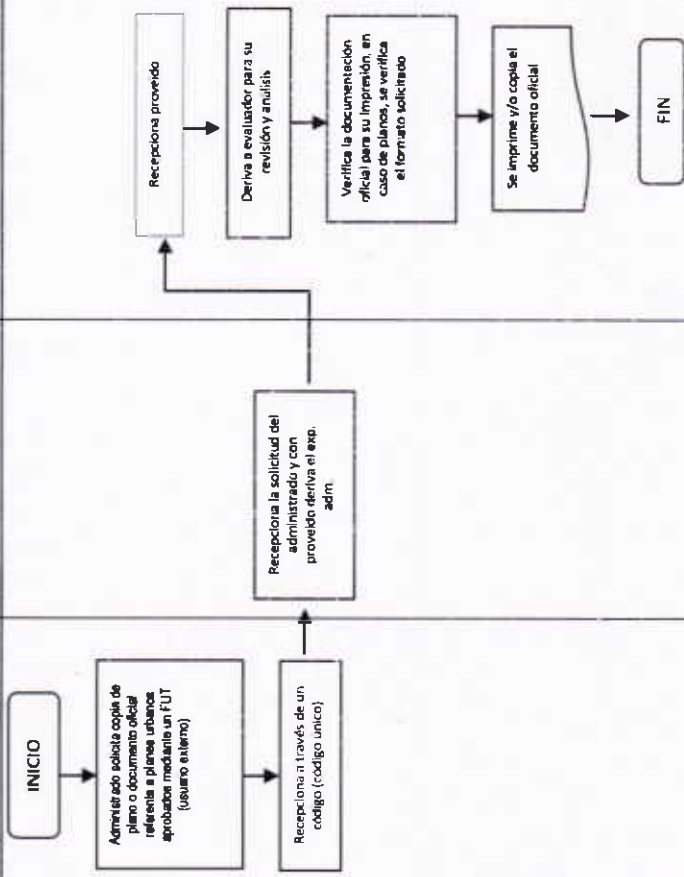 INICIO
Administrado solicita copia de
plano o documento oficial
referente a planes urbanos
aprobados mediante un FUT
(usuario externo)
Recepciona a través de un
código (código único)
Recepciona la solicitud del
administrado y con
proveido deriva el exp.
adm.
Recepciona proveido
Deriva a evaluador para su
revisión y análisis
Verifica la documentación
oficial para su impresión, en
caso de planos, se verifica
el formato solicitado
Se imprime y/o copia el
documento oficial
FIN